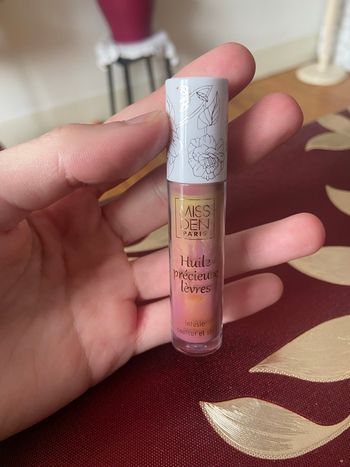 MISS
DEN
PARIS
Huile
précieuse
lèvres